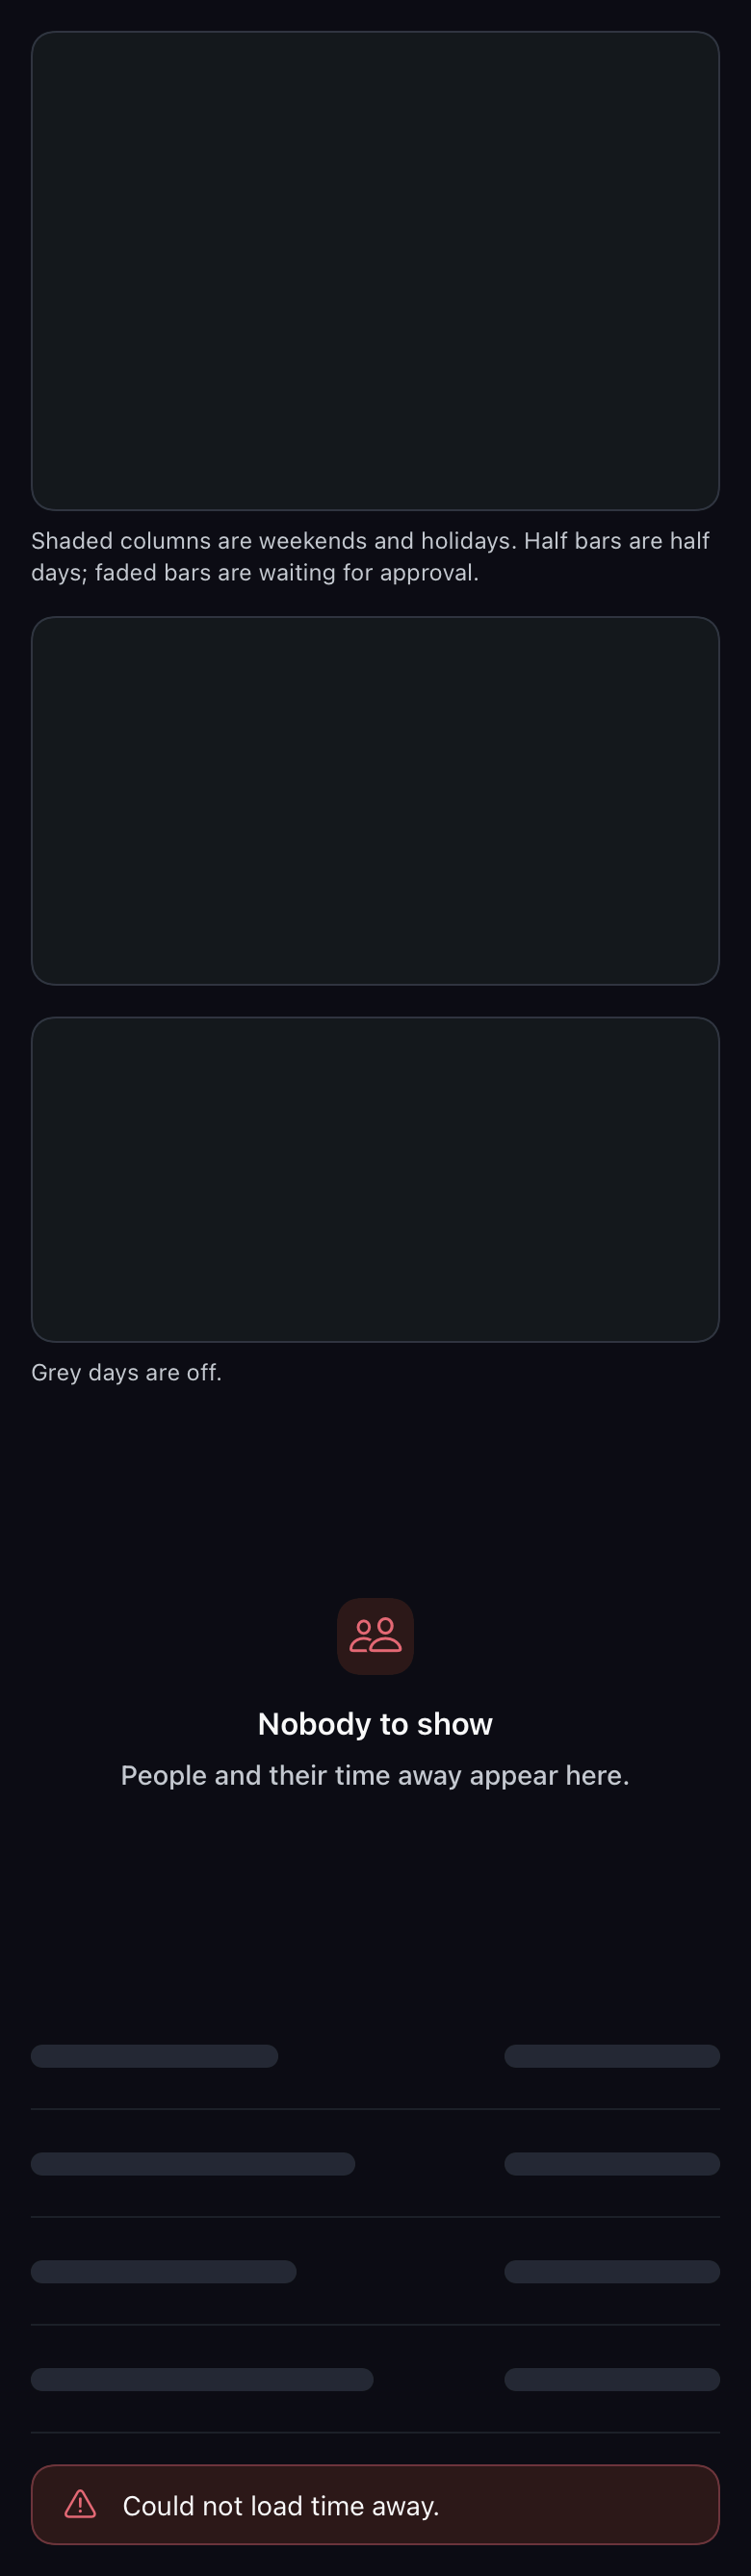 Shaded columns are weekends and holidays. Half bars are half
days; faded bars are waiting for approval.
Grey days are off.
Nobody to show
People and their time away appear here.
Could not load time away.